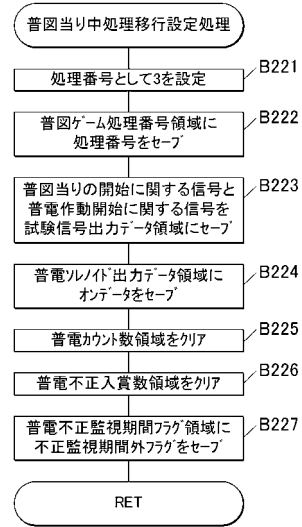 普図当り中処理移行設定処理
B221
処理番号として3を設定
B222
普図ｹﾞｰﾑ処理番号領域に
処理番号をｾｰﾌﾞ
B223
普図当りの開始に関する信号と
普電作動開始に関する信号を
試験信号出力ﾃﾞｰﾀ領域にｾｰﾌﾞ
B224
普電ｿﾚﾉｲﾄﾞ出力ﾃﾞｰﾀ領域に
ｵﾝﾃﾞｰﾀをｾｰﾌﾞ
B225
普電ｶｳﾝﾄ数領域をｸﾘｱ
B226
普電不正入賞数領域をｸﾘｱ
B227
普電不正監視期間ﾌﾗｸﾞ領域に
不正監視期間外ﾌﾗｸﾞをｾｰﾌﾞ
RET